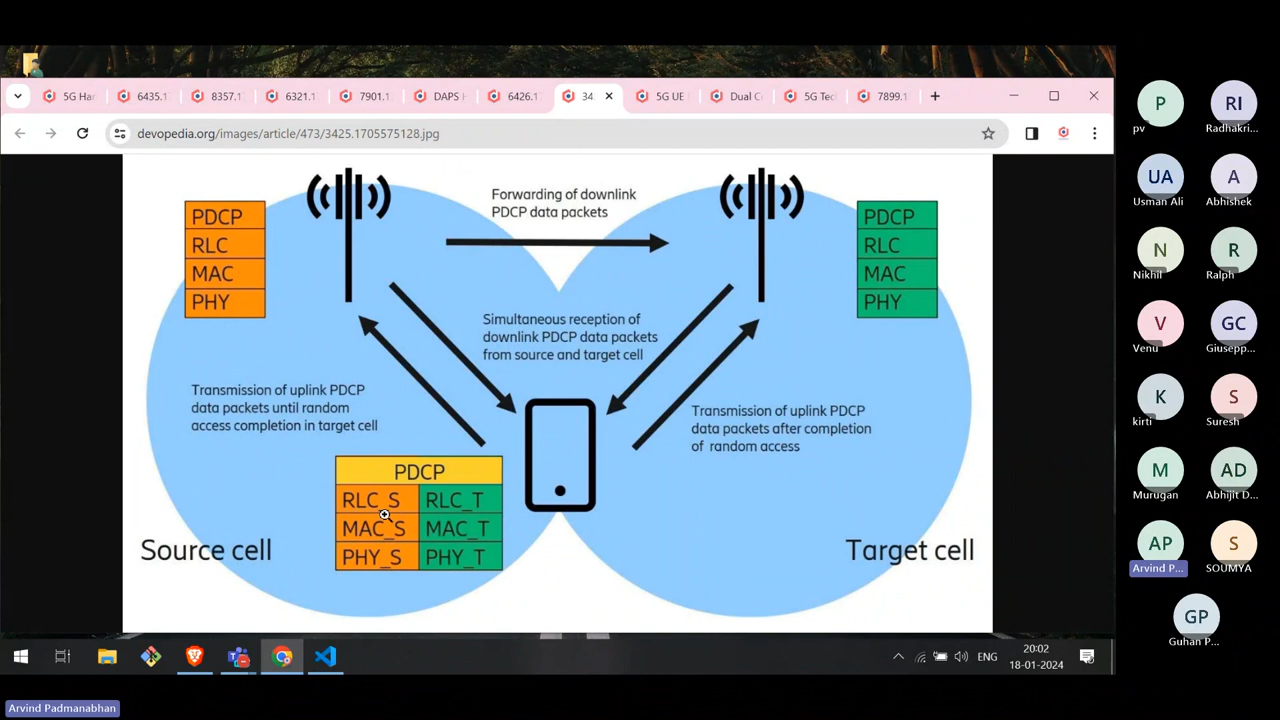 5G Har
6435.1
8357.1
6321.1
7901.1
DAPS H
6426.1
34
5G UE
Dual C
5G Tec
7899.1
devopedia.org/images/article/473/3425.1705575128.jpg
PDCP
RLC
MAC
PHY
Forwarding of downlink
PDCP data packets
PDCP
RLC
MAC
PHY
Simultaneous reception of
downlink PDCP data packets
from source and target cell
Transmission of uplink PDCP
data packets until random
access completion in target cell
Transmission of uplink PDCP
data packets after completion
of random access
PDCP
RLC_S RLC_T
MAC_S MAC_T
PHY_S PHY_T
Source cell
Target cell
P
pv
RI
Radhakri...
UA
Usman Ali
A
Abhishek
N
Nikhil
R
Ralph
V
Venu
GC
Giusepp...
K
kirti
S
Suresh
M
Murugan
AD
Abhijit D...
AP
Arvind P...
S
SOUMYA
GP
Guhan P...
ENG
20:02
18-01-2024
Arvind Padmanabhan